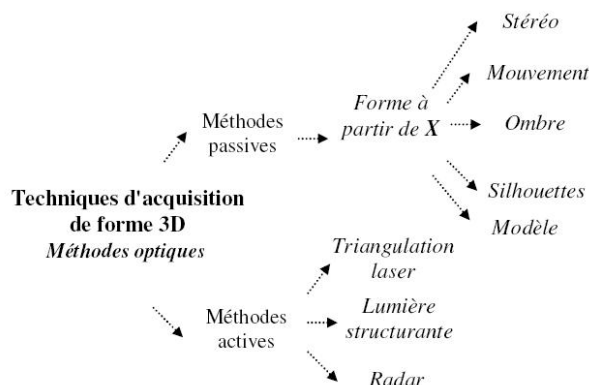 Techniques d'acquisition
de forme 3D
Méthodes optiques
Méthodes
passives
Forme à
partir de X
Stéréo
Mouvement
Ombre
Silhouettes
Modèle
Méthodes
actives
Triangulation
laser
Lumière
structurante
Radar